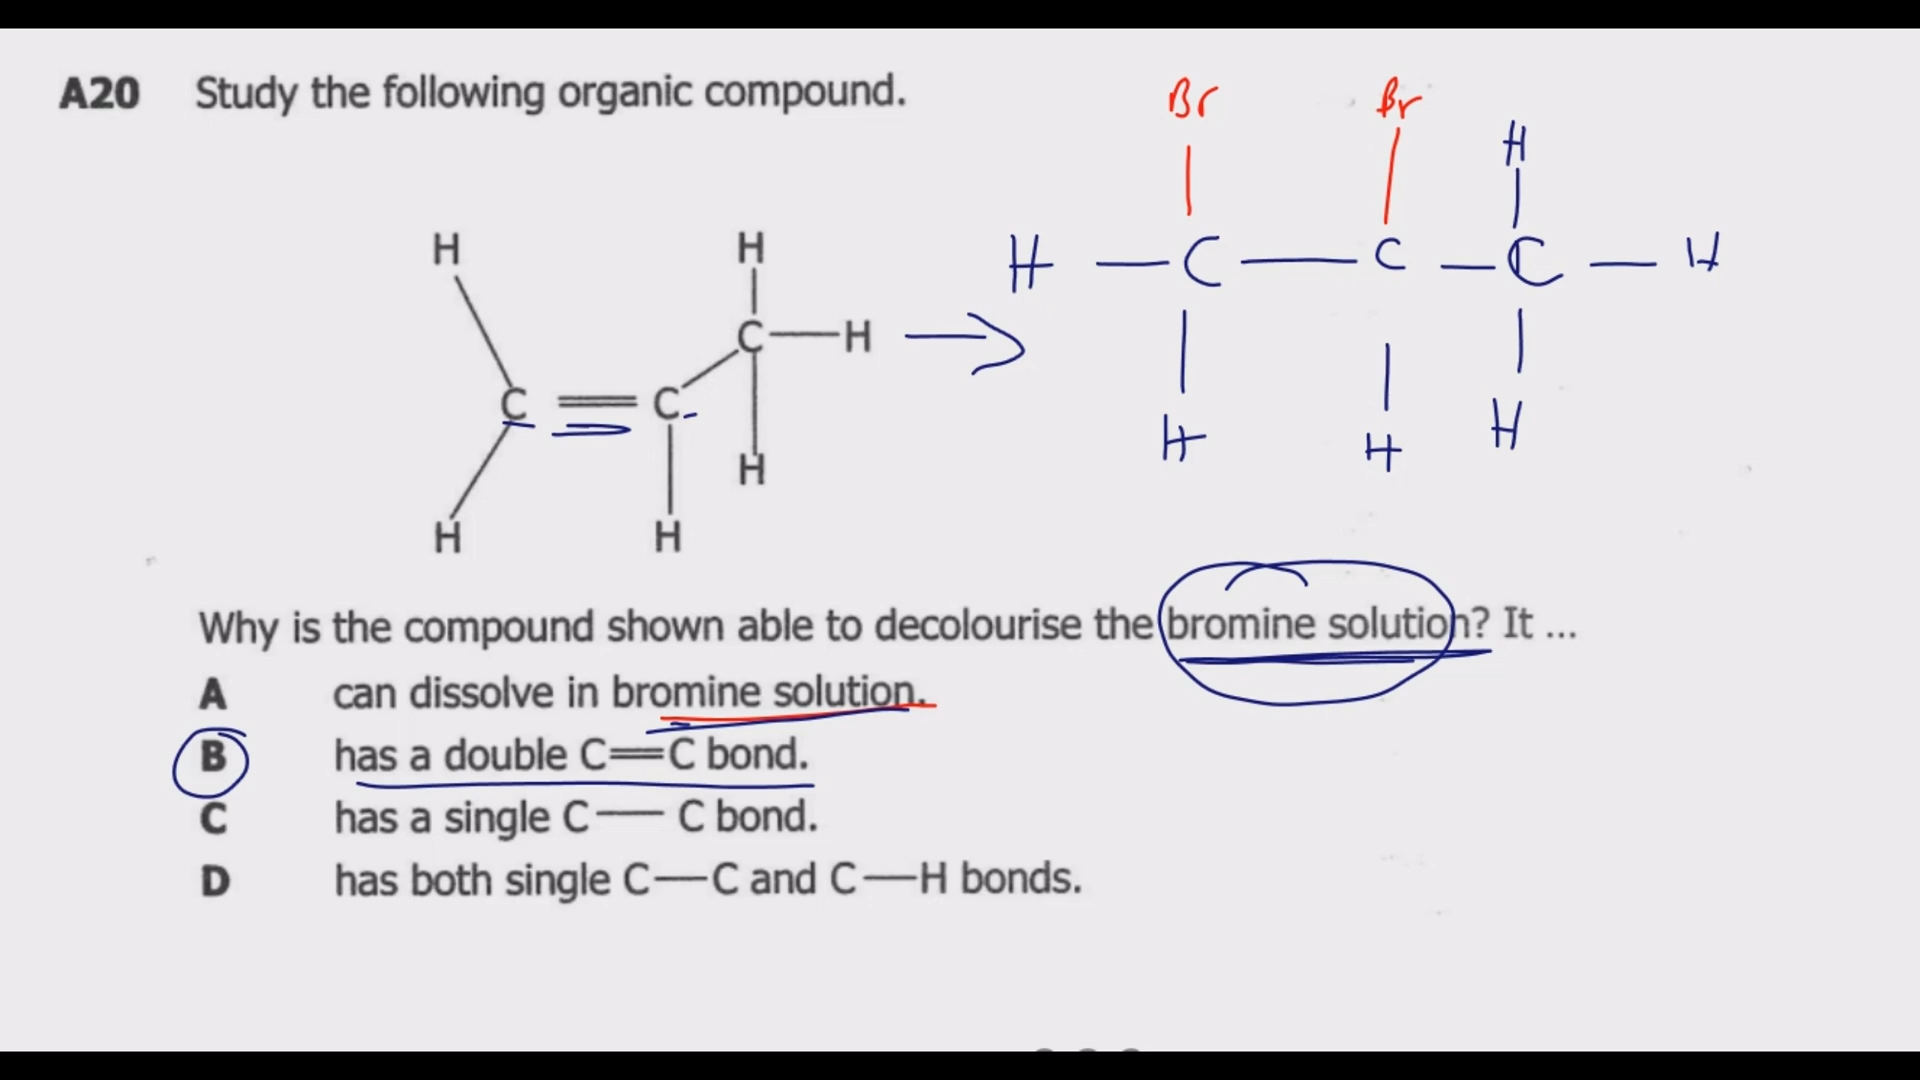 A20 Study the following organic compound.
Br Br
H
H H
H — C — C — C — H
C — H
C = C
H H H
H
H H
Why is the compound shown able to decolourise the bromine solution? It ...
A can dissolve in bromine solution.
B has a double C=C bond.
C has a single C— C bond.
D has both single C—C and C—H bonds.